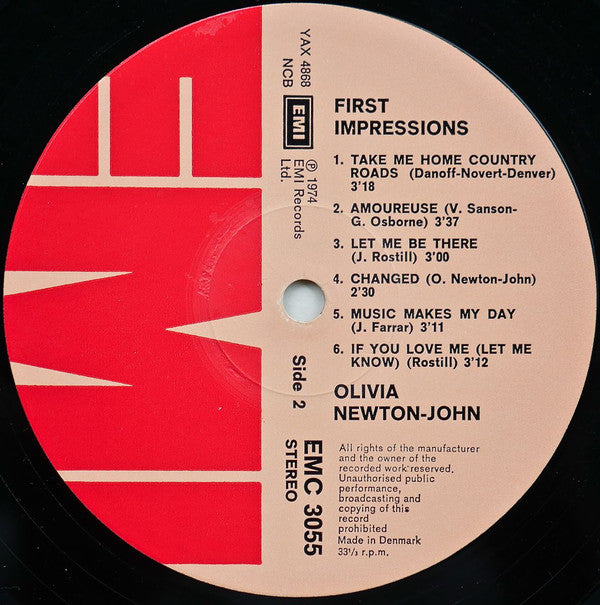 YAX 4868
NCB
EMI
℗ 1974
EMI Records
Ltd.
FIRST
IMPRESSIONS
1. TAKE ME HOME COUNTRY
ROADS (Danoff-Novert-Denver)
3'18
2. AMOUREUSE (V. Sanson-
G. Osborne) 3'37
3. LET ME BE THERE
(J. Rostill) 3'00
4. CHANGED (O. Newton-John)
2'30
5. MUSIC MAKES MY DAY
(J. Farrar) 3'11
6. IF YOU LOVE ME (LET ME
KNOW) (Rostill) 3'12
OLIVIA
NEWTON-JOHN
Side 2
EMC 3055
STEREO
All rights of the manufacturer
and the owner of the
recorded work reserved.
Unauthorised public
performance,
broadcasting and
copying of this
record
prohibited
Made in Denmark
33⅓ r.p.m.
EMI